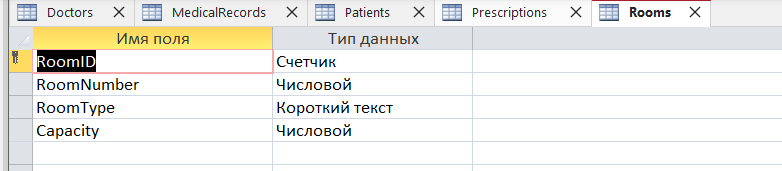 Doctors MedicalRecords Patients Prescriptions Rooms
Имя поля Тип данных
RoomID Счетчик
RoomNumber Числовой
RoomType Короткий текст
Capacity Числовой